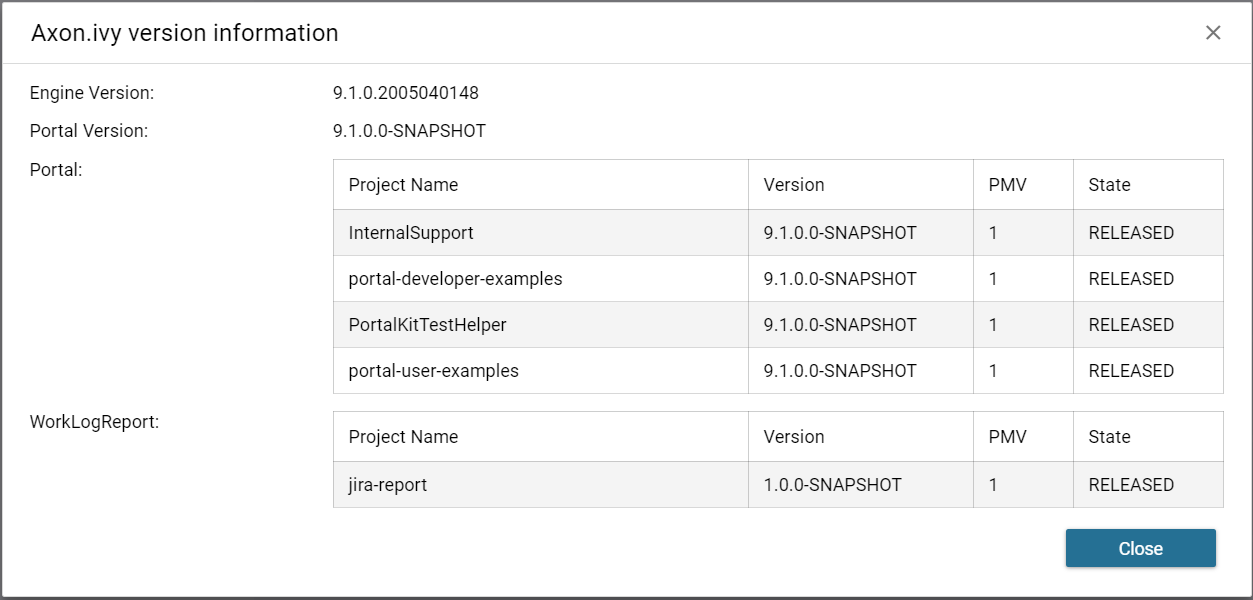 Axon.ivy version information
Engine Version: 9.1.0.2005040148
Portal Version: 9.1.0.0-SNAPSHOT
Portal:
Project Name Version PMV State
InternalSupport 9.1.0.0-SNAPSHOT 1 RELEASED
portal-developer-examples 9.1.0.0-SNAPSHOT 1 RELEASED
PortalKitTestHelper 9.1.0.0-SNAPSHOT 1 RELEASED
portal-user-examples 9.1.0.0-SNAPSHOT 1 RELEASED
WorkLogReport:
Project Name Version PMV State
jira-report 1.0.0-SNAPSHOT 1 RELEASED
Close